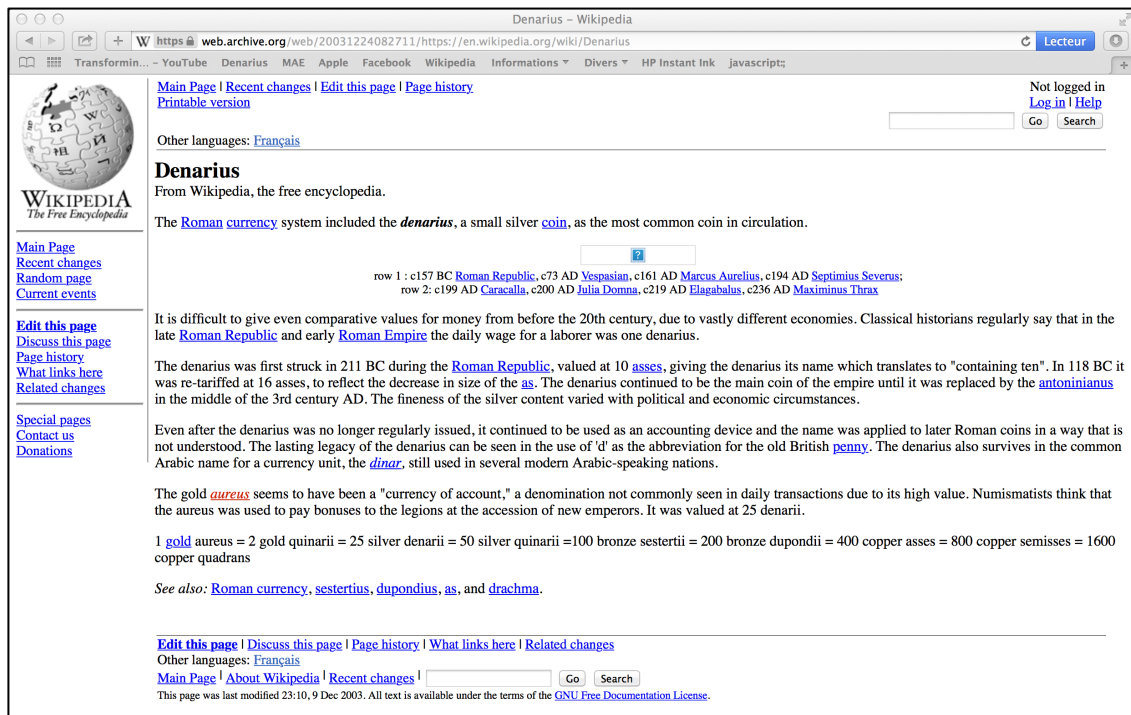 Denarius – Wikipedia
W https web.archive.org/web/20031224082711/https://en.wikipedia.org/wiki/Denarius Lecteur
Transformin... – YouTube Denarius MAE Apple Facebook Wikipedia Informations Divers HP Instant Ink javascript:;
Main Page | Recent changes | Edit this page | Page history
Not logged in
Printable version
Log in | Help
Go Search
Other languages: Français
WIKIPEDIA
The Free Encyclopedia
Main Page
Recent changes
Random page
Current events
Edit this page
Discuss this page
Page history
What links here
Related changes
Special pages
Contact us
Donations
Denarius
From Wikipedia, the free encyclopedia.
The Roman currency system included the denarius, a small silver coin, as the most common coin in circulation.
?
row 1 : c157 BC Roman Republic, c73 AD Vespasian, c161 AD Marcus Aurelius, c194 AD Septimius Severus;
row 2: c199 AD Caracalla, c200 AD Julia Domna, c219 AD Elagabalus, c236 AD Maximinus Thrax
It is difficult to give even comparative values for money from before the 20th century, due to vastly different economies. Classical historians regularly say that in the
late Roman Republic and early Roman Empire the daily wage for a laborer was one denarius.
The denarius was first struck in 211 BC during the Roman Republic, valued at 10 asses, giving the denarius its name which translates to "containing ten". In 118 BC it
was re-tariffed at 16 asses, to reflect the decrease in size of the as. The denarius continued to be the main coin of the empire until it was replaced by the antoninianus
in the middle of the 3rd century AD. The fineness of the silver content varied with political and economic circumstances.
Even after the denarius was no longer regularly issued, it continued to be used as an accounting device and the name was applied to later Roman coins in a way that is
not understood. The lasting legacy of the denarius can be seen in the use of 'd' as the abbreviation for the old British penny. The denarius also survives in the common
Arabic name for a currency unit, the dinar, still used in several modern Arabic-speaking nations.
The gold aureus seems to have been a "currency of account," a denomination not commonly seen in daily transactions due to its high value. Numismatists think that
the aureus was used to pay bonuses to the legions at the accession of new emperors. It was valued at 25 denarii.
1 gold aureus = 2 gold quinarii = 25 silver denarii = 50 silver quinarii =100 bronze sestertii = 200 bronze dupondii = 400 copper asses = 800 copper semisses = 1600
copper quadrans
See also: Roman currency, sestertius, dupondius, as, and drachma.
Edit this page | Discuss this page | Page history | What links here | Related changes
Other languages: Français
Main Page | About Wikipedia | Recent changes | Go Search
This page was last modified 23:10, 9 Dec 2003. All text is available under the terms of the GNU Free Documentation License.